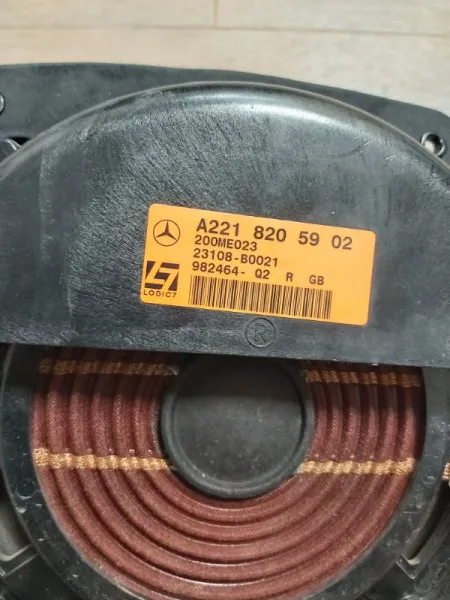 A221 820 59 02
200ME023
23108-B0021
982464- Q2 R GB
LOGIC7
®